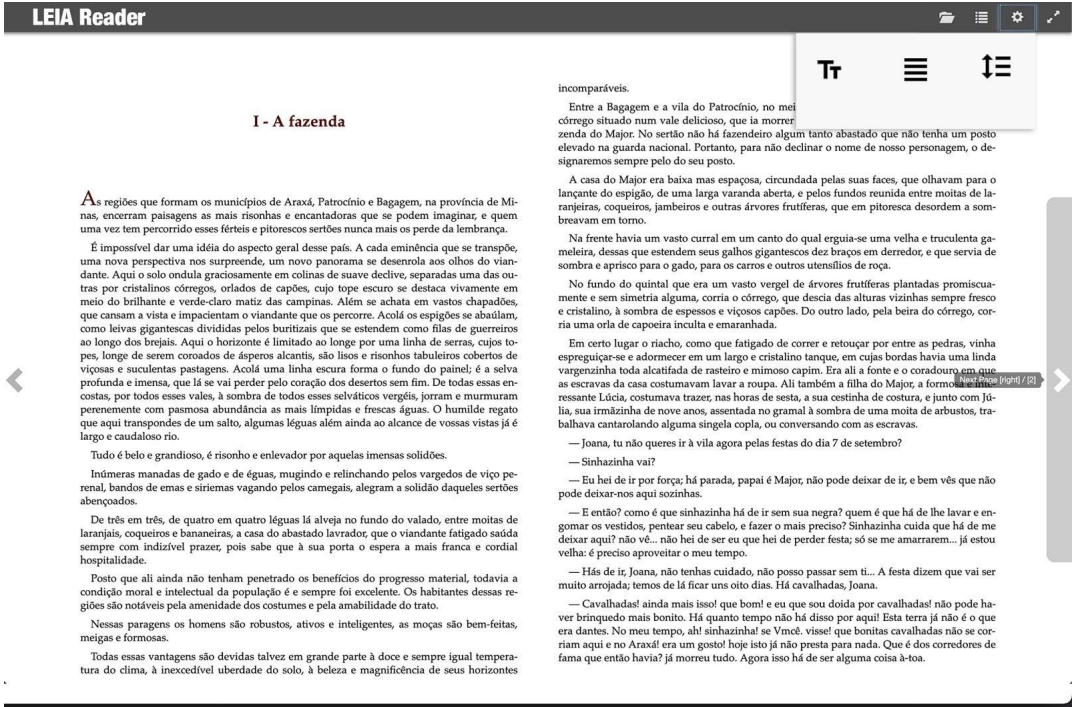 LEIA Reader
I - A fazenda
As regiões que formam os municípios de Araxá, Patrocínio e Bagagem, na província de Mi-
nas, encerram paisagens as mais risonhas e encantadoras que se podem imaginar, e quem
uma vez tem percorrido esses férteis e pitorescos sertões nunca mais os perde da lembrança.
É impossível dar uma idéia do aspecto geral desse país. A cada eminência que se transpõe,
uma nova perspectiva nos surpreende, um novo panorama se desenrola aos olhos do vian-
dante. Aqui o solo ondula graciosamente em colinas de suave declive, separadas uma das ou-
tras por cristalinos córregos, orlados de capões, cujo tope escuro se destaca vivamente em
meio do brilhante e verde-claro matiz das campinas. Além se achata em vastos chapadões,
que cansam a vista e impacientam o viandante que os percorre. Acolá os espigões se abaúlam,
como leivas gigantescas divididas pelos buritizais que se estendem como filas de guerreiros
ao longo dos brejais. Aqui o horizonte é limitado ao longe por uma linha de serras, cujos to-
pes, longe de serem coroados de ásperos alcantis, são lisos e risonhos tabuleiros cobertos de
viçosas e suculentas pastagens. Acolá uma linha escura forma o fundo do painel; é a selva
profunda e imensa, que lá se vai perder pelo coração dos desertos sem fim. De todas essas en-
costas, por todos esses vales, à sombra de todos esses selváticos vergéis, jorram e murmuram
perenemente com pasmosa abundância as mais límpidas e frescas águas. O humilde regato
que aqui transpondes de um salto, algumas léguas além ainda ao alcance de vossas vistas já é
largo e caudaloso rio.
Tudo é belo e grandioso, é risonho e enlevador por aquelas imensas solidões.
Inúmeras manadas de gado e de éguas, mugindo e relinchando pelos vargedos de viço pe-
renal, bandos de emas e siriemas vagando pelos camegais, alegram a solidão daqueles sertões
abençoados.
De três em três, de quatro em quatro léguas lá alveja no fundo do valado, entre moitas de
laranjais, coqueiros e bananeiras, a casa do abastado lavrador, que o viandante fatigado saúda
sempre com indizível prazer, pois sabe que à sua porta o espera a mais franca e cordial
hospitalidade.
Posto que ali ainda não tenham penetrado os benefícios do progresso material, todavia a
condição moral e intelectual da população é e sempre foi excelente. Os habitantes dessas re-
giões são notáveis pela amenidade dos costumes e pela amabilidade do trato.
Nessas paragens os homens são robustos, ativos e inteligentes, as moças são bem-feitas,
meigas e formosas.
Todas essas vantagens são devidas talvez em grande parte à doce e sempre igual tempera-
tura do clima, à inexcedível uberdade do solo, à beleza e magnificência de seus horizontes
incomparáveis.
Entre a Bagagem e a vila do Patrocínio, no
córrego situado num vale delicioso, que ia morrer
zenda do Major. No sertão não há fazendeiro algum tanto abastado que não tenha um posto
elevado na guarda nacional. Portanto, para não declinar o nome de nosso personagem, o de-
signaremos sempre pelo do seu posto.
A casa do Major era baixa mas espaçosa, circundada pelas suas faces, que olhavam para o
lançante do espigão, de uma larga varanda aberta, e pelos fundos reunida entre moitas de la-
ranjeiras, coqueiros, jambeiros e outras árvores frutíferas, que em pitoresca desordem a som-
breavam em torno.
Na frente havia um vasto curral em um canto do qual erguia-se uma velha e truculenta ga-
meleira, dessas que estendem seus galhos gigantescos dez braços em derredor, e que servia de
sombra e aprisco para o gado, para os carros e outros utensílios de roça.
No fundo do quintal que era um vasto vergel de árvores frutíferas plantadas promiscua-
mente e sem simetria alguma, corria o córrego, que descia das alturas vizinhas sempre fresco
e cristalino, à sombra de espessos e viçosos capões. Do outro lado, pela beira do córrego, cor-
ria uma orla de capoeira inculta e emaranhada.
Em certo lugar o riacho, como que fatigado de correr e retouçar por entre as pedras, vinha
espreguiçar-se e adormecer em um largo e cristalino tanque, em cujas bordas havia uma linda
vargenzinha toda alcatifada de rasteiro e mimoso capim. Era ali a fonte e o coradouro em que
as escravas da casa costumavam lavar a roupa. Ali também a filha do Major, a formosa e inte-
Next Page [right] / [2]
ressante Lúcia, costumava trazer, nas horas de sesta, a sua cestinha de costura, e junto com Jú-
lia, sua irmãzinha de nove anos, assentada no gramal à sombra de uma moita de arbustos, tra-
balhava cantarolando alguma singela copla, ou conversando com as escravas.
— Joana, tu não queres ir à vila agora pelas festas do dia 7 de setembro?
— Sinhazinha vai?
— Eu hei de ir por força; há parada, papai é Major, não pode deixar de ir, e bem vês que não
pode deixar-nos aqui sozinhas.
— E então? como é que sinhazinha há de ir sem sua negra? quem é que há de lhe lavar e en-
gomar os vestidos, pentear seu cabelo, e fazer o mais preciso? Sinhazinha cuida que há de me
deixar aqui? não vê... não hei de ser eu que hei de perder festa; só se me amarrarem... já estou
velha: é preciso aproveitar o meu tempo.
— Hás de ir, Joana, não tenhas cuidado, não posso passar sem ti... A festa dizem que vai ser
muito arrojada; temos de lá ficar uns oito dias. Há cavalhadas, Joana.
— Cavalhadas! ainda mais isso! que bom! e eu que sou doida por cavalhadas! não pode ha-
ver brinquedo mais bonito. Há quanto tempo não há disso por aqui! Esta terra já não é o que
era dantes. No meu tempo, ah! sinhazinha! se Vmcê. visse! que bonitas cavalhadas não se cor-
riam aqui e no Araxá! era um gosto! hoje isto já não presta para nada. Que é dos corredores de
fama que então havia? já morreu tudo. Agora isso há de ser alguma coisa à-toa.